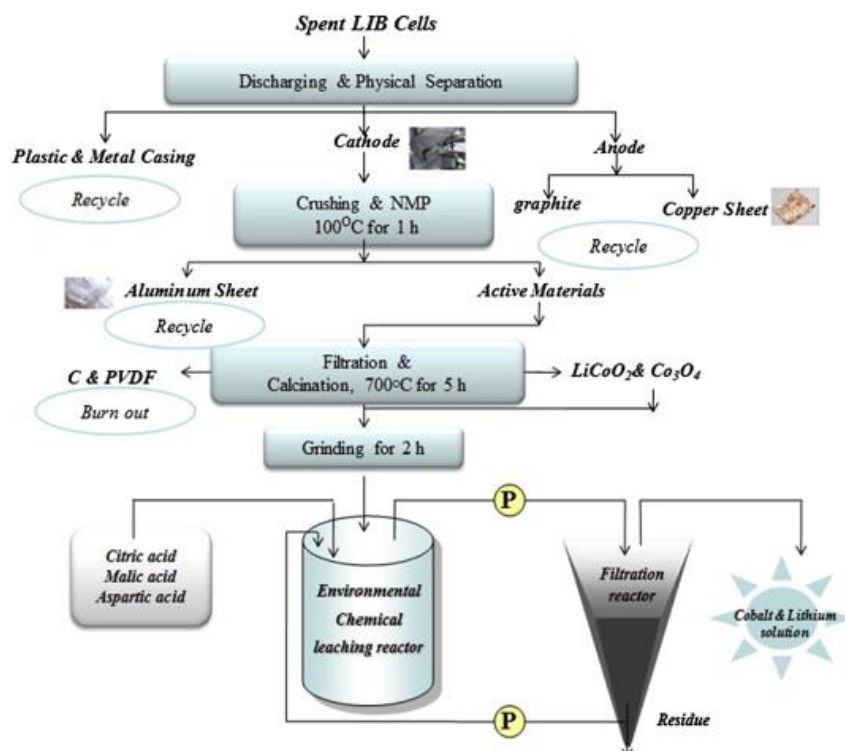 Spent LIB Cells
Discharging & Physical Separation
Plastic & Metal Casing
Cathode
Anode
Recycle
Crushing & NMP
100⁰C for 1 h
graphite
Copper Sheet
Recycle
Aluminum Sheet
Active Materials
Recycle
Filtration &
Calcination, 700°C for 5 h
C & PVDF
LiCoO₂& Co₃O₄
Burn out
Grinding for 2 h
P
Citric acid
Malic acid
Aspartic acid
Environmental
Chemical
leaching reactor
Filtration
reactor
Cobalt & Lithium
solution
P
Residue